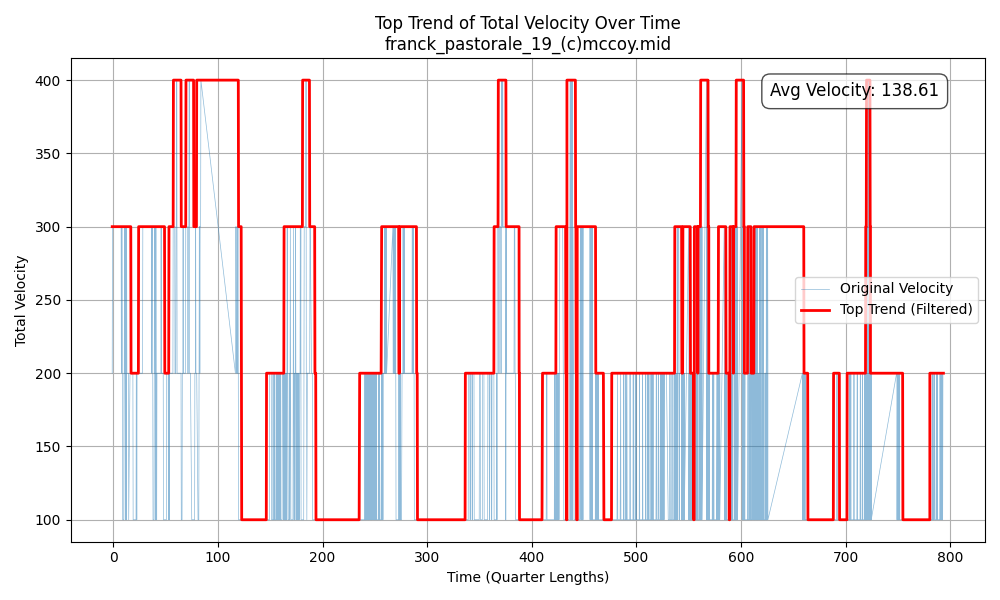 Top Trend of Total Velocity Over Time
franck_pastorale_19_(c)mccoy.mid
Avg Velocity: 138.61
Total Velocity
400
350
300
250
200
150
100
Original Velocity
Top Trend (Filtered)
0 100 200 300 400 500 600 700 800
Time (Quarter Lengths)